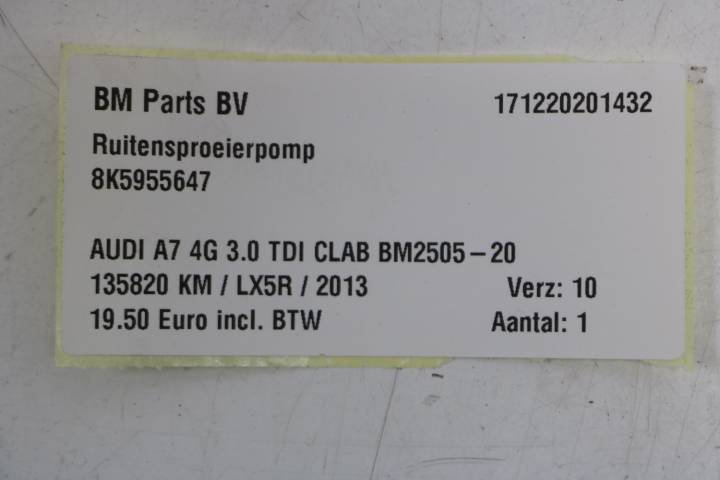 BM Parts BV 171220201432
Ruitensproeierpomp
8K5955647
AUDI A7 4G 3.0 TDI CLAB BM2505-20
135820 KM / LX5R / 2013 Verz: 10
19.50 Euro incl. BTW Aantal: 1